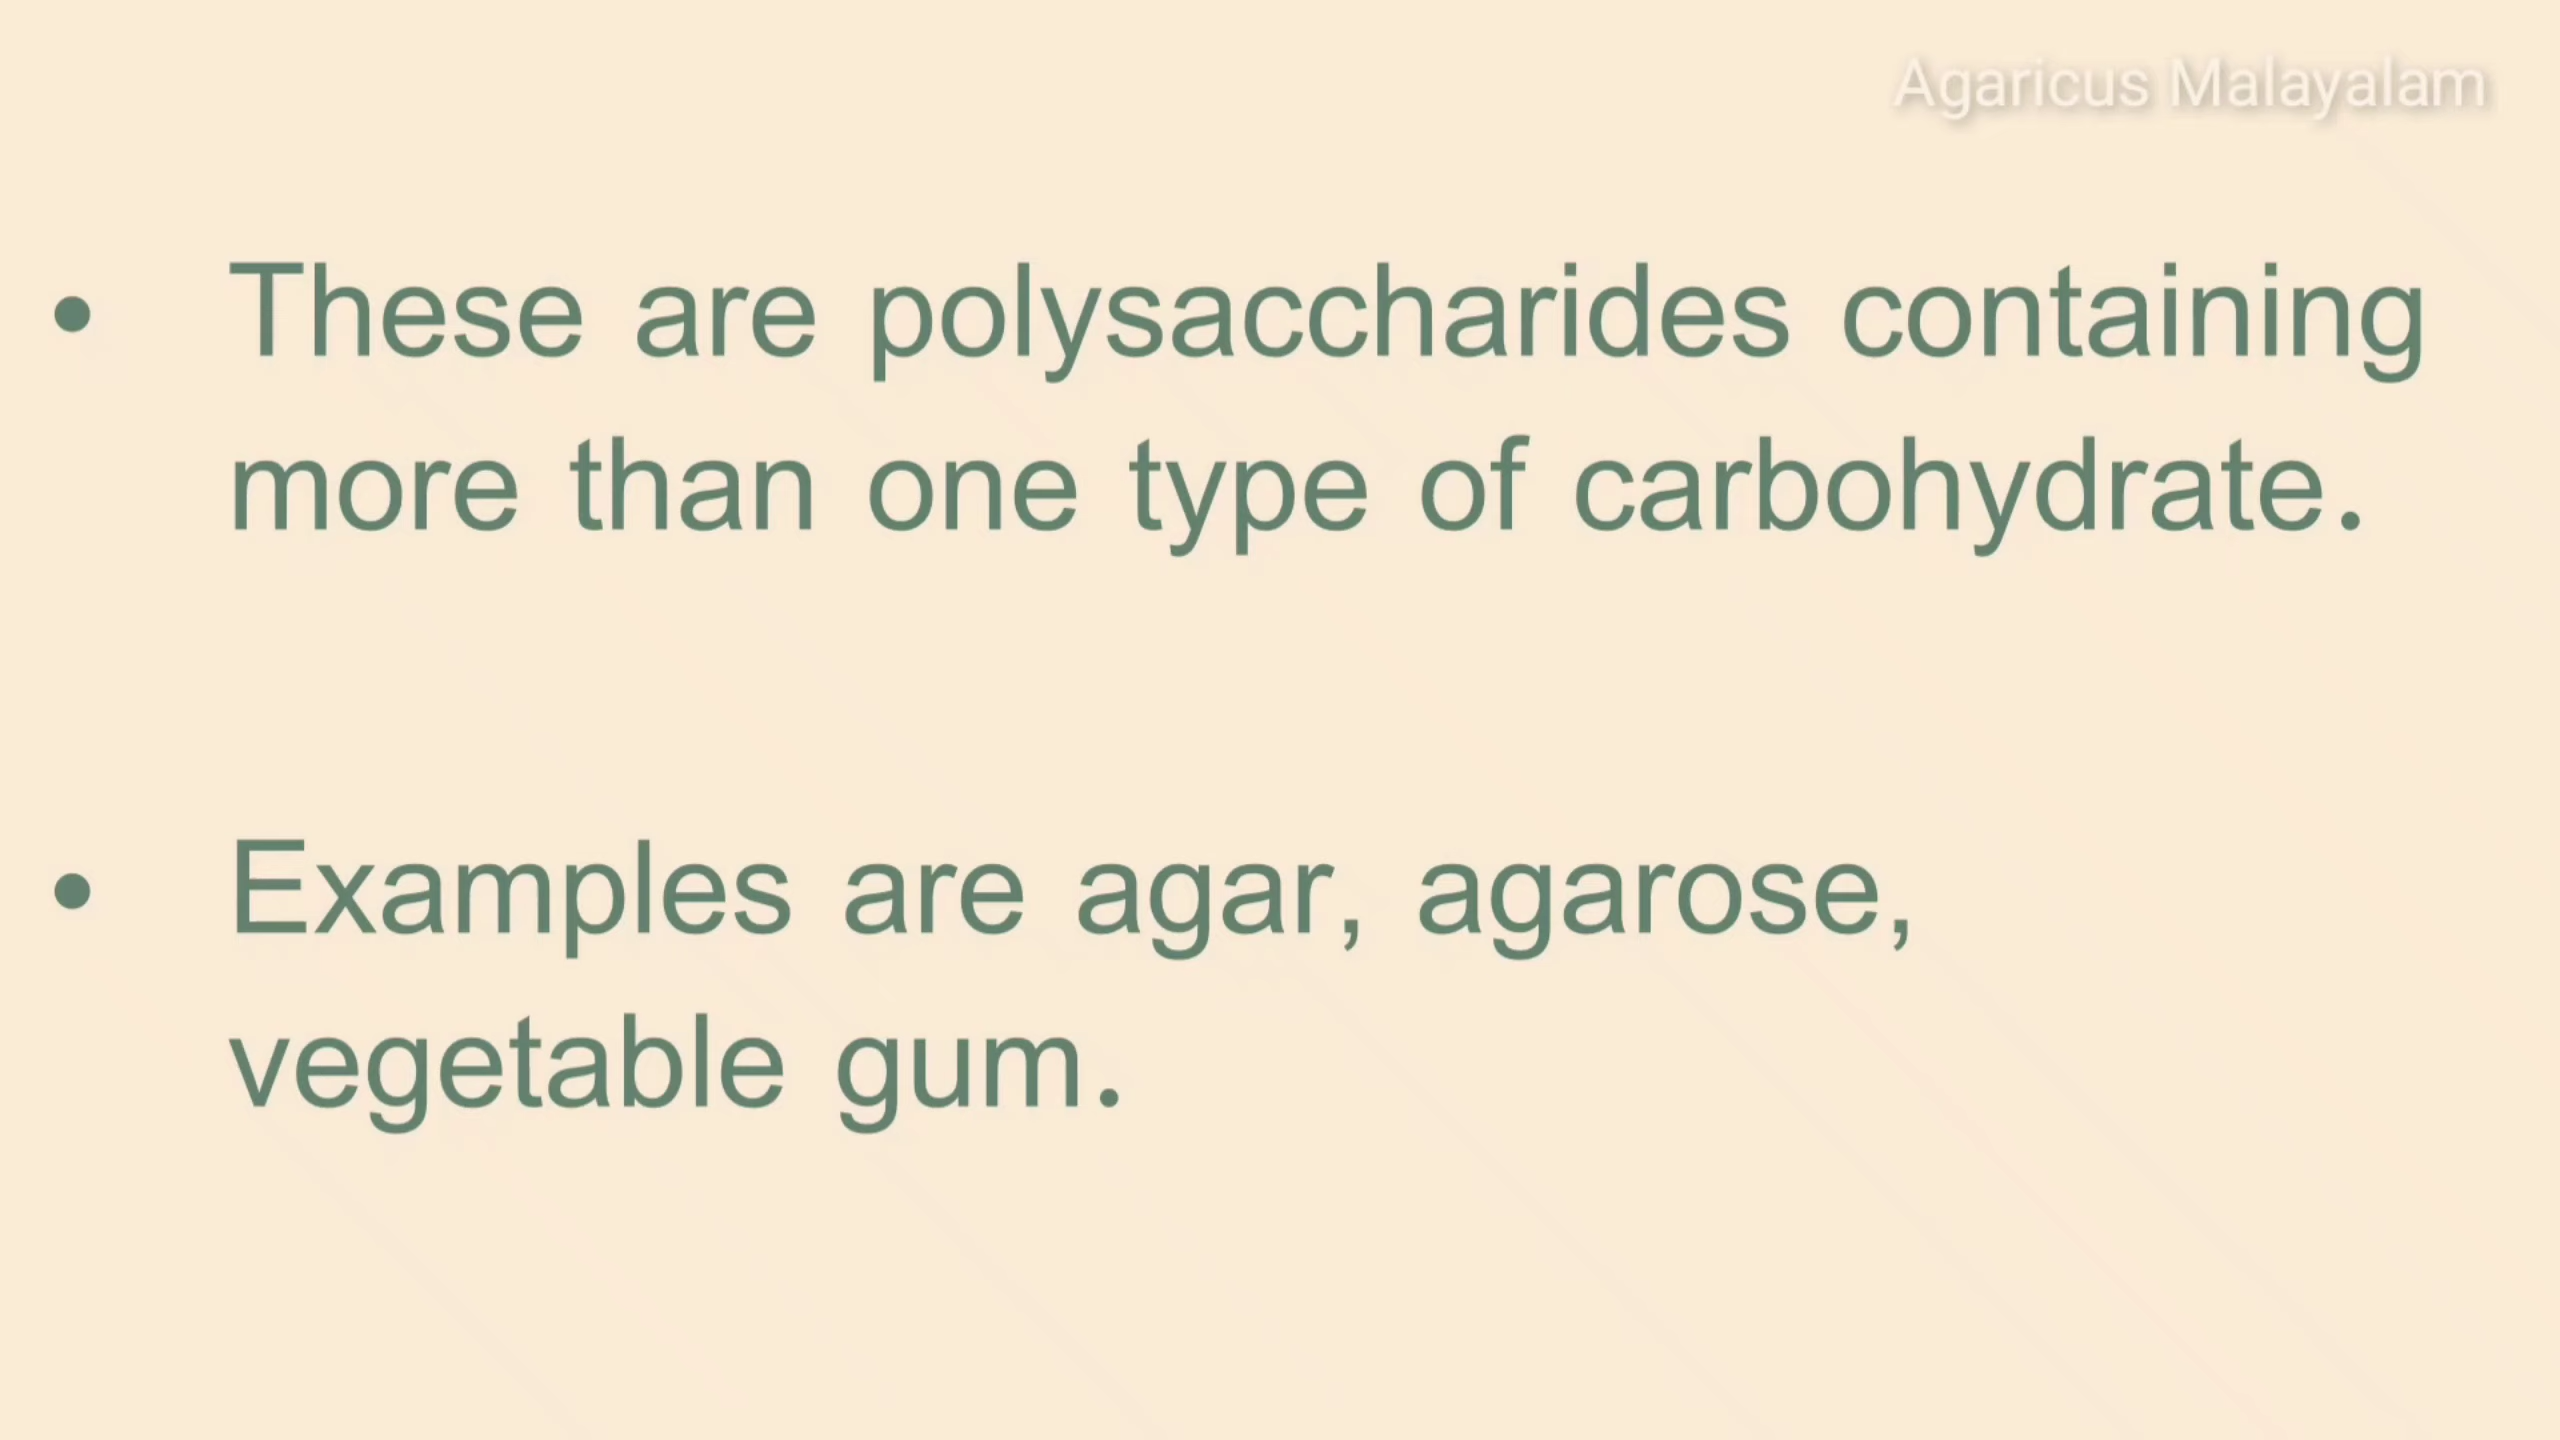 Agaricus Malayalam
• These are polysaccharides containing
more than one type of carbohydrate.
• Examples are agar, agarose,
vegetable gum.